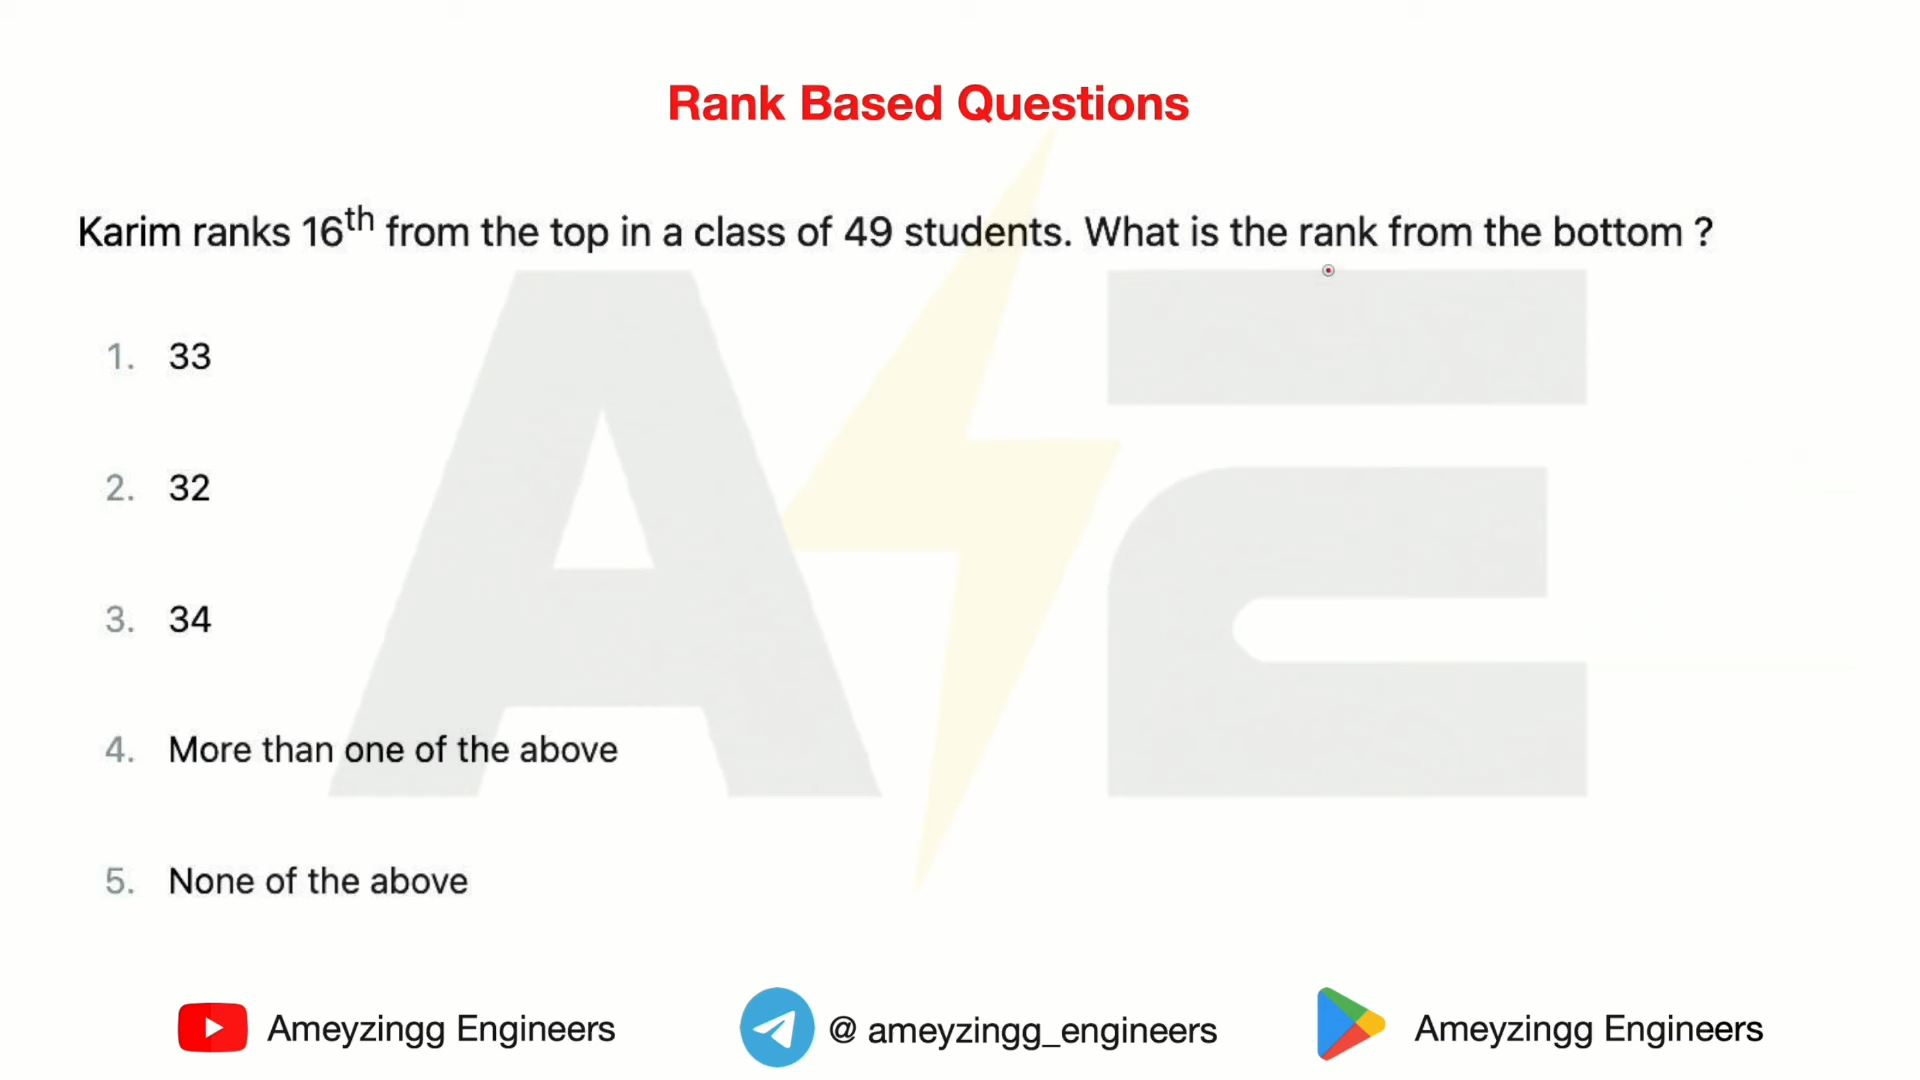 Rank Based Questions
Karim ranks 16th from the top in a class of 49 students. What is the rank from the bottom ?
1. 33
2. 32
3. 34
4. More than one of the above
5. None of the above
Ameyzingg Engineers @ ameyzingg_engineers Ameyzingg Engineers